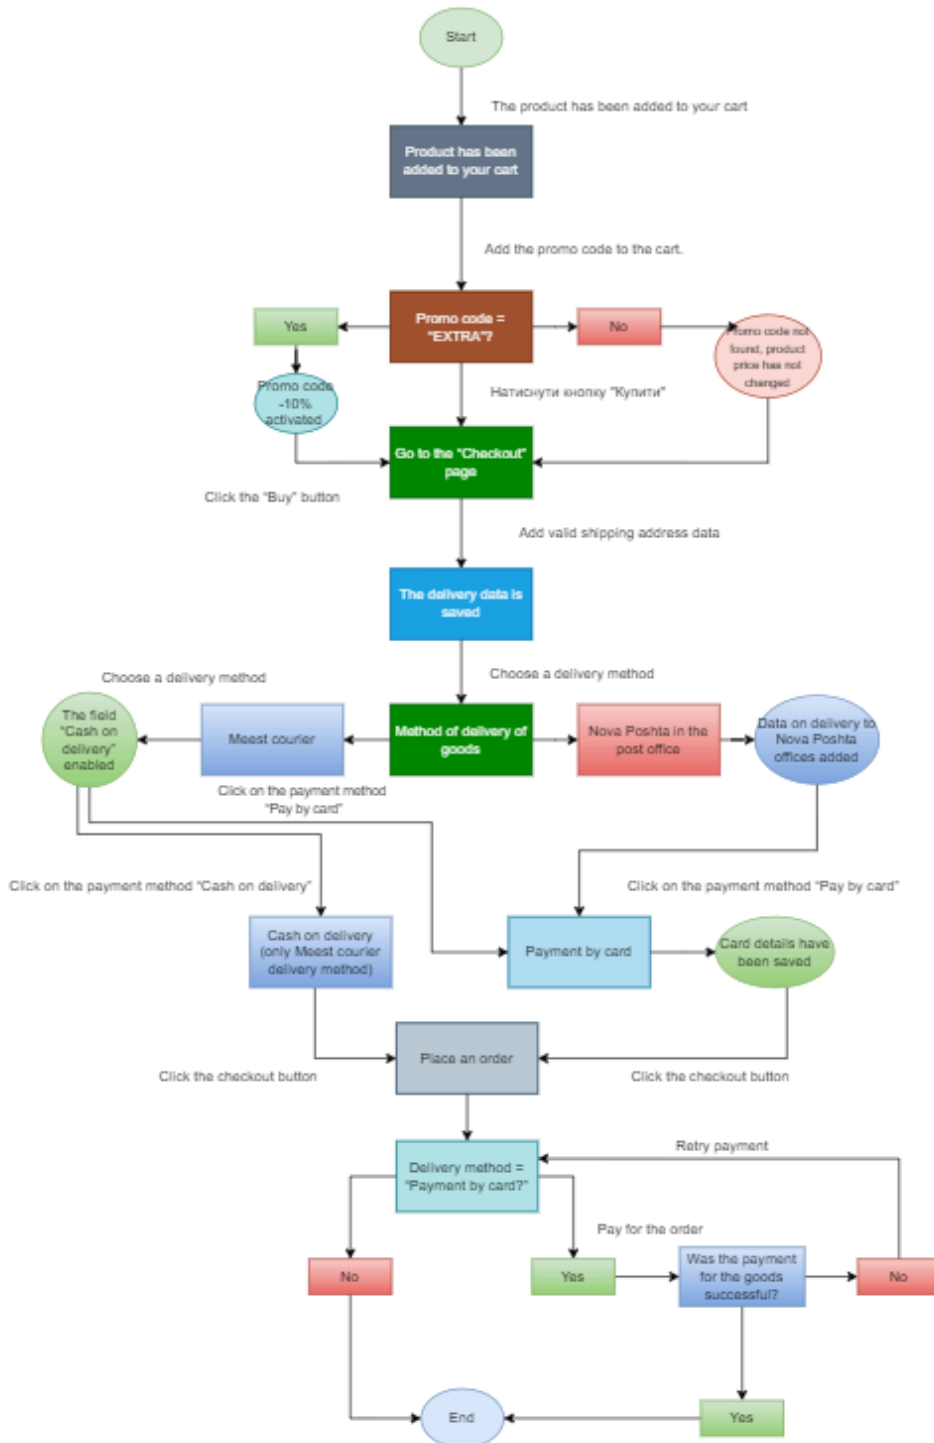 Start
The product has been added to your cart
Product has been
added to your cart
Add the promo code to the cart.
Yes
Promo code =
"EXTRA"?
No
Promo code not
found, product
price has not
changed
Promo code
-10%
activated
Натиснути кнопку "Купити"
Go to the "Checkout"
page
Click the "Buy" button
Add valid shipping address data
The delivery data is
saved
Choose a delivery method
Choose a delivery method
The field
"Cash on
delivery"
enabled
Meest courier
Method of delivery of
goods
Nova Poshta in the
post office
Data on delivery to
Nova Poshta
offices added
Click on the payment method
"Pay by card"
Click on the payment method "Cash on delivery"
Click on the payment method "Pay by card"
Cash on delivery
(only Meest courier
delivery method)
Payment by card
Card details have
been saved
Place an order
Click the checkout button
Click the checkout button
Retry payment
Delivery method =
"Payment by card?"
Pay for the order
No
Yes
Was the payment
for the goods
successful?
No
End
Yes